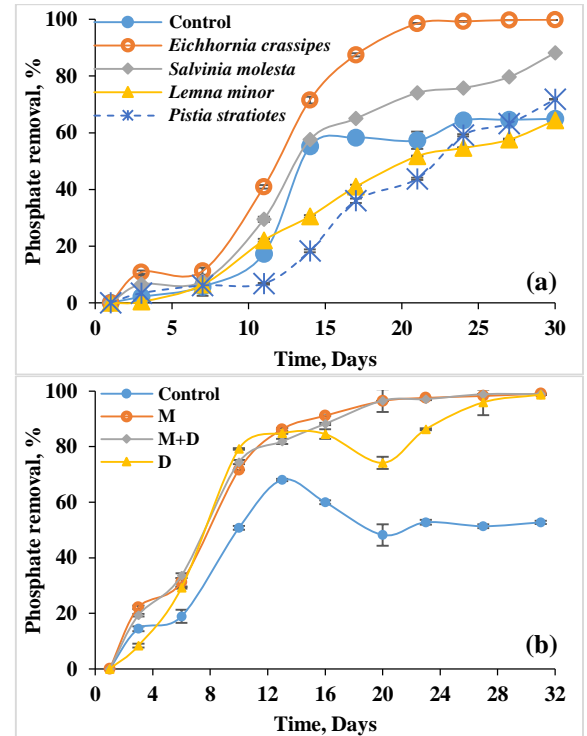 100
80
60
40
20
0
Phosphate removal, %
Control
Eichhornia crassipes
Salvinia molesta
Lemna minor
Pistia stratiotes
(a)
0 5 10 15 20 25 30
Time, Days
100
80
60
40
20
0
Phosphate removal, %
Control
M
M+D
D
(b)
0 4 8 12 16 20 24 28 32
Time, Days